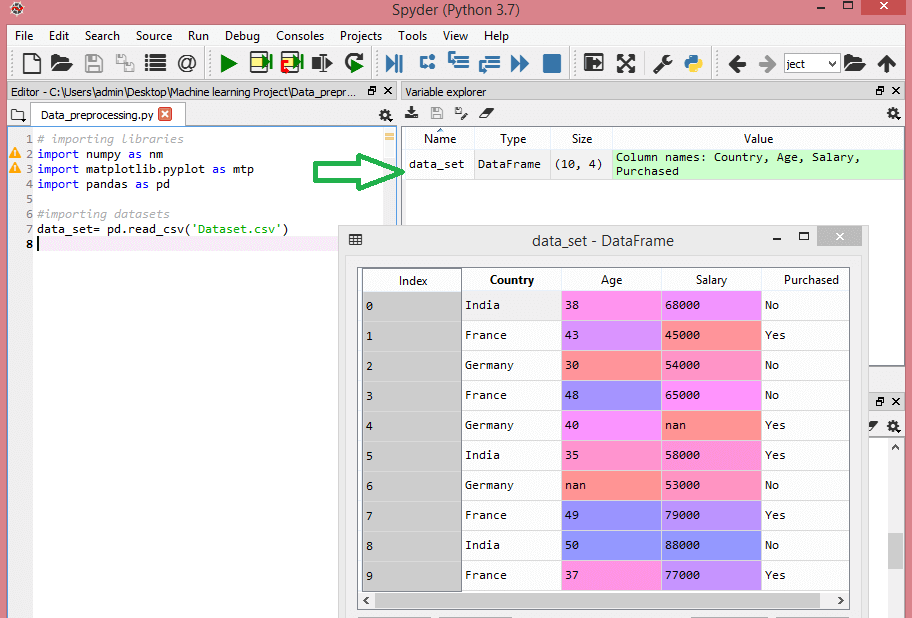 Spyder (Python 3.7)
File Edit Search Source Run Debug Consoles Projects Tools View Help
@ ject
Editor - C:\Users\admin\Desktop\Machine learning Project\Data_prepr...
Data_preprocessing.py
1 # importing libraries
2 import numpy as nm
3 import matplotlib.pyplot as mtp
4 import pandas as pd
5
6 #importing datasets
7 data_set= pd.read_csv('Dataset.csv')
8
Variable explorer
Name Type Size Value
data_set DataFrame (10, 4) Column names: Country, Age, Salary,
Purchased
data_set - DataFrame
Index Country Age Salary Purchased
0 India 38 68000 No
1 France 43 45000 Yes
2 Germany 30 54000 No
3 France 48 65000 No
4 Germany 40 nan Yes
5 India 35 58000 Yes
6 Germany nan 53000 No
7 France 49 79000 Yes
8 India 50 88000 No
9 France 37 77000 Yes